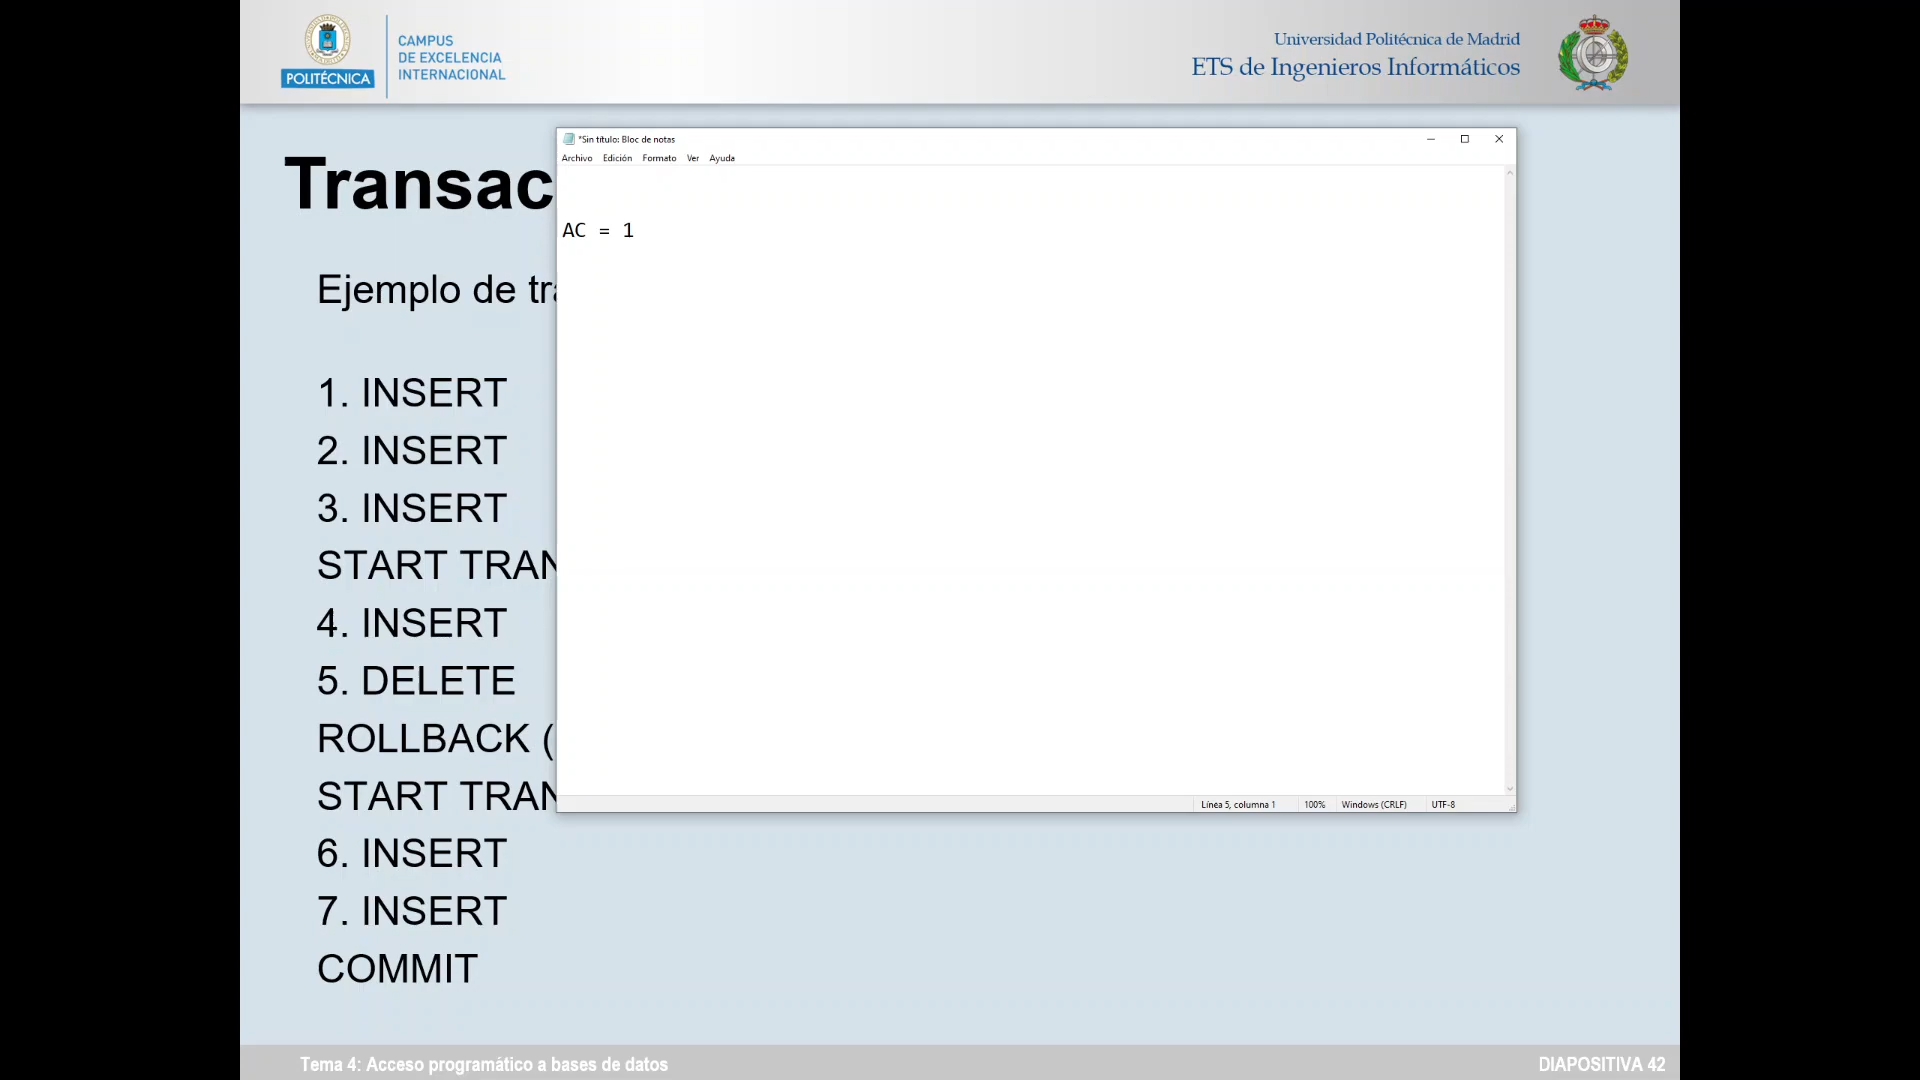 POLITÉCNICA
CAMPUS
DE EXCELENCIA
INTERNACIONAL
Universidad Politécnica de Madrid
ETS de Ingenieros Informáticos
Transac
Ejemplo de tra
1. INSERT
2. INSERT
3. INSERT
START TRAN
4. INSERT
5. DELETE
ROLLBACK (
START TRAN
6. INSERT
7. INSERT
COMMIT
*Sin título: Bloc de notas
Archivo Edición Formato Ver Ayuda
AC = 1
Línea 5, columna 1 100% Windows (CRLF) UTF-8
Tema 4: Acceso programático a bases de datos
DIAPOSITIVA 42